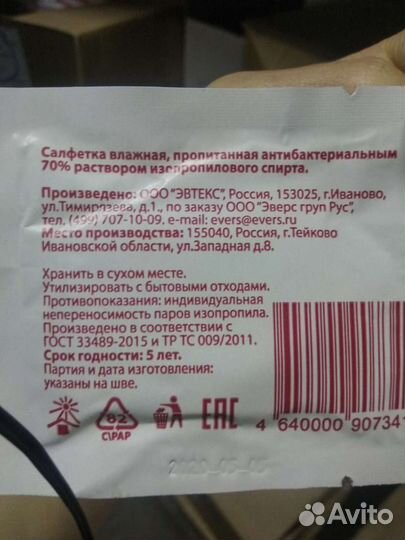 Салфетка влажная, пропитанная антибактериальным
70% раствором изопропилового спирта.
Произведено: ООО "ЭВТЕКС", Россия, 153025, г.Иваново,
ул.Тимирязева, д.1., по заказу ООО "Эверс груп Рус",
тел. (499) 707-10-09. e-mail: evers@evers.ru
Место производства: 155040, Россия, г.Тейково
Ивановской области, ул.Западная д.8.
Хранить в сухом месте.
Утилизировать с бытовыми отходами.
Противопоказания: индивидуальная
непереносимость паров изопропила.
Произведено в соответствии с
ГОСТ 33489-2015 и ТР ТС 009/2011.
Срок годности: 5 лет.
Партия и дата изготовления:
указаны на шве.
82
C\PAP
EAC
4 640000 90734
Avito